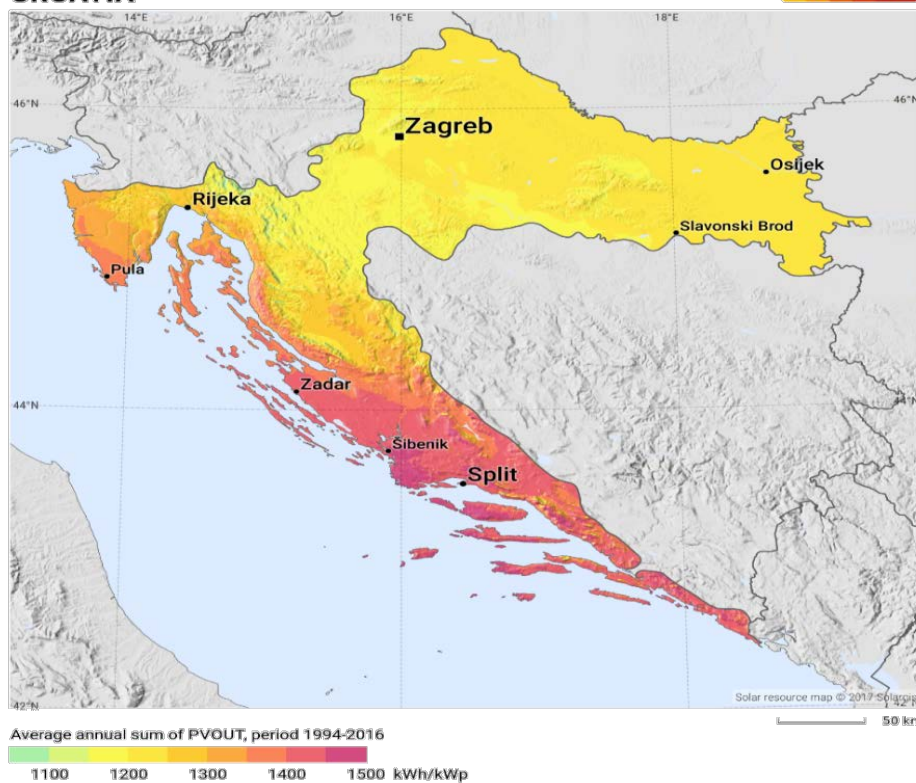 14°E 16°E 18°E
46°N 46°N
Zagreb
Osijek
Rijeka
Slavonski Brod
Pula
Zadar
44°N 44°N
Šibenik
Split
Solar resource map © 2017 Solargis
42°N 42°N
50 km
Average annual sum of PVOUT, period 1994-2016
1100 1200 1300 1400 1500 kWh/kWp